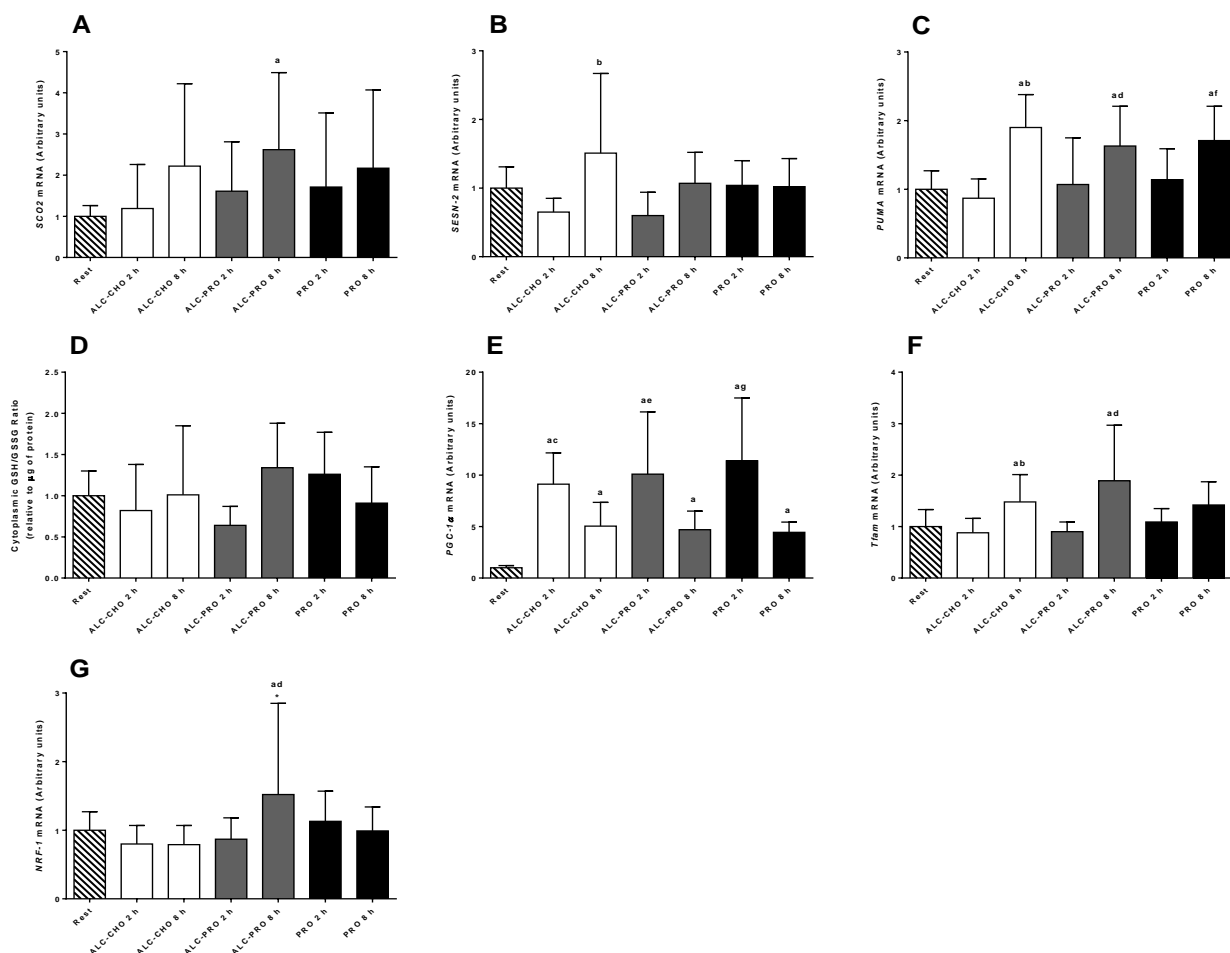 A
SCO2 mRNA (Arbitrary units)
5
4
3
2
1
0
a
Rest
ALC-CHO 2 h
ALC-CHO 8 h
ALC-PRO 2 h
ALC-PRO 8 h
PRO 2 h
PRO 8 h
B
SESN-2 mRNA (Arbitrary units)
3
2
1
0
b
Rest
ALC-CHO 2 h
ALC-CHO 8 h
ALC-PRO 2 h
ALC-PRO 8 h
PRO 2 h
PRO 8 h
C
PUMA mRNA (Arbitrary units)
3
2
1
0
ab
ad
af
Rest
ALC-CHO 2 h
ALC-CHO 8 h
ALC-PRO 2 h
ALC-PRO 8 h
PRO 2 h
PRO 8 h
D
Cytoplasmic GSH/GSSG Ratio
(relative to µg of protein)
2.5
2.0
1.5
1.0
0.5
0.0
Rest
ALC-CHO 2 h
ALC-CHO 8 h
ALC-PRO 2 h
ALC-PRO 8 h
PRO 2 h
PRO 8 h
E
PGC-1α mRNA (Arbitrary units)
20
15
10
5
0
ac
a
ae
a
ag
a
Rest
ALC-CHO 2 h
ALC-CHO 8 h
ALC-PRO 2 h
ALC-PRO 8 h
PRO 2 h
PRO 8 h
F
Tfam mRNA (Arbitrary units)
4
3
2
1
0
ab
ad
Rest
ALC-CHO 2 h
ALC-CHO 8 h
ALC-PRO 2 h
ALC-PRO 8 h
PRO 2 h
PRO 8 h
G
NRF-1 mRNA (Arbitrary units)
3
2
1
0
ad
*
Rest
ALC-CHO 2 h
ALC-CHO 8 h
ALC-PRO 2 h
ALC-PRO 8 h
PRO 2 h
PRO 8 h